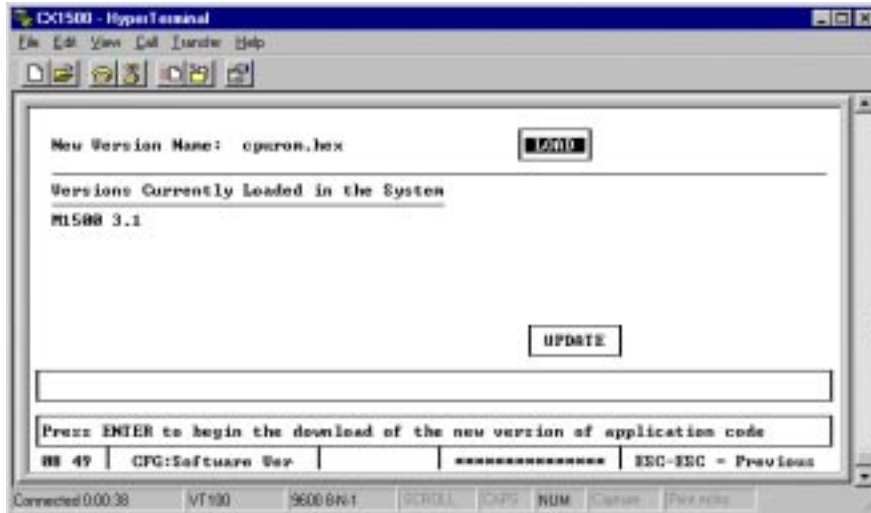 CX1500 - HyperTerminal
File Edit View Call Transfer Help
New Version Name: cpurom.hex LOAD
Versions Currently Loaded in the System
M1500 3.1
UPDATE
Press ENTER to begin the download of the new version of application code
08 49 CFG:Software Ver *************** ESC-ESC - Previous
Connected 0:00:38 VT100 9600 8-N-1 SCROLL CAPS NUM Capture Print echo